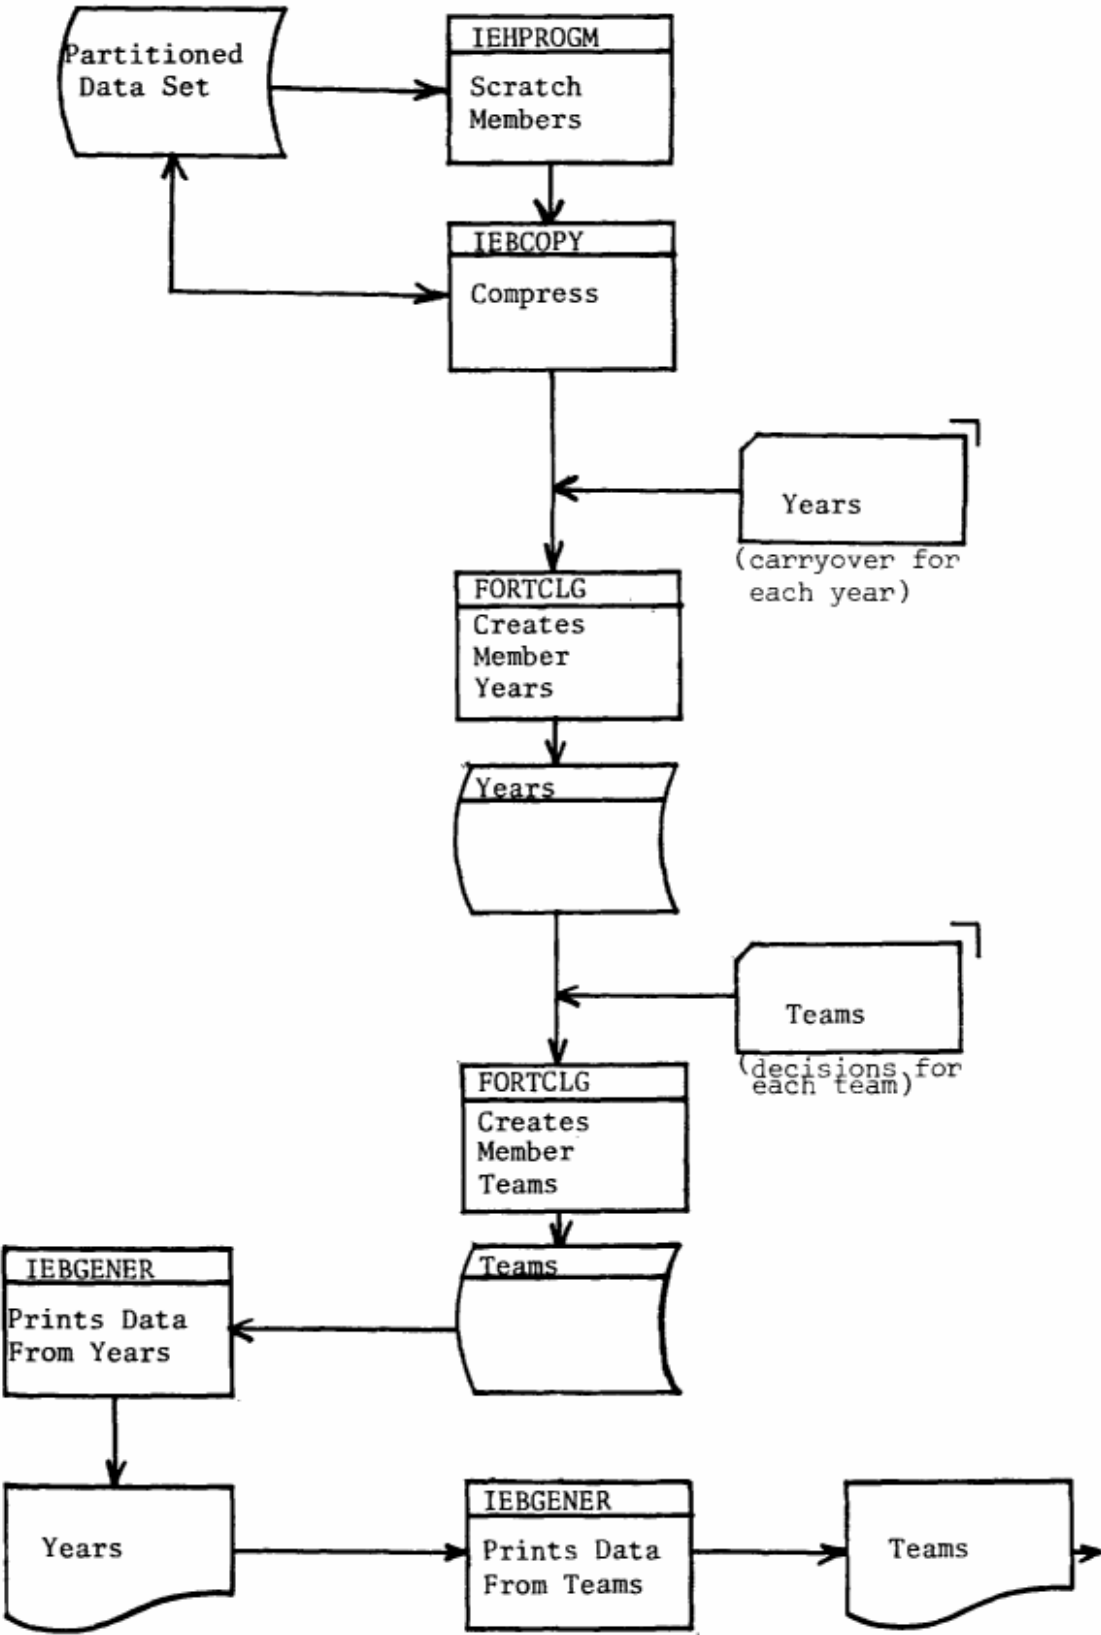 Partitioned
Data Set
IEHPROGM
Scratch
Members
IEBCOPY
Compress
Years
(carryover for
each year)
FORTCLG
Creates
Member
Years
Years
Teams
(decisions for
each team)
FORTCLG
Creates
Member
Teams
Teams
IEBGENER
Prints Data
From Years
Years
IEBGENER
Prints Data
From Teams
Teams